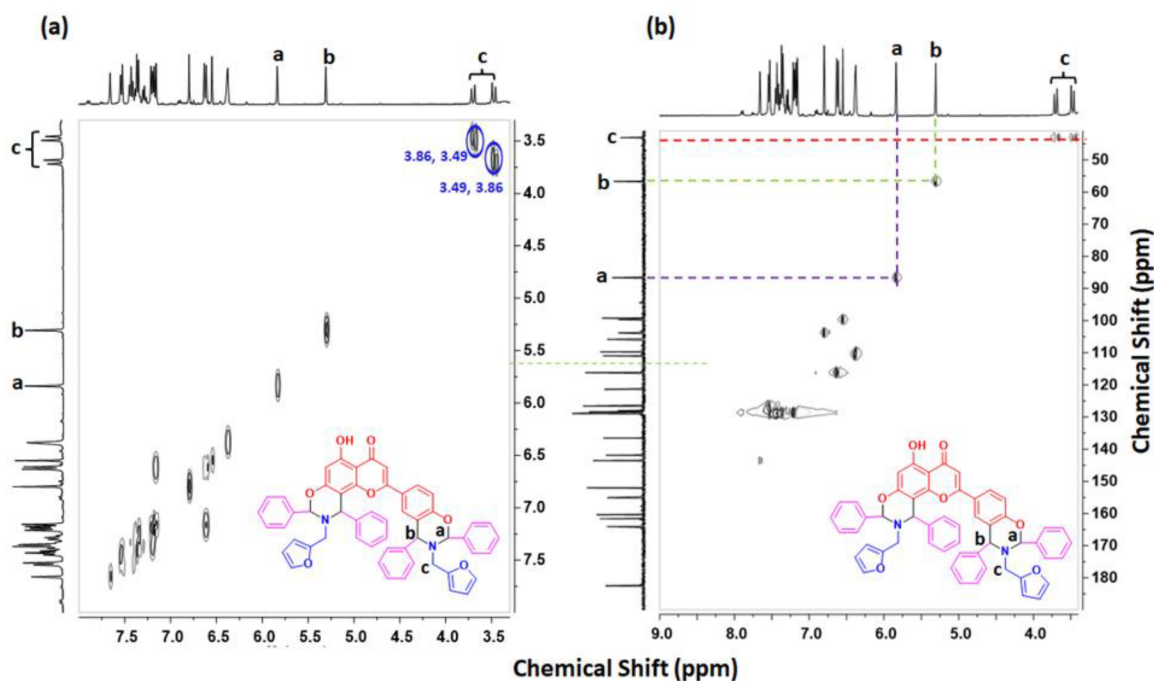 (a)
a
b
c
c
b
a
3.86, 3.49
3.49, 3.86
3.5
4.0
4.5
5.0
5.5
6.0
6.5
7.0
7.5
7.5 7.0 6.5 6.0 5.5 5.0 4.5 4.0 3.5
OH O
O O
N
b a O
N
c
O
O
(b)
a
b
c
c
b
a
50
60
70
80
90
100
110
120
130
140
150
160
170
180
9.0 8.0 7.0 6.0 5.0 4.0
OH O
O O
N
b a O
N
c
O
O
Chemical Shift (ppm)
Chemical Shift (ppm)